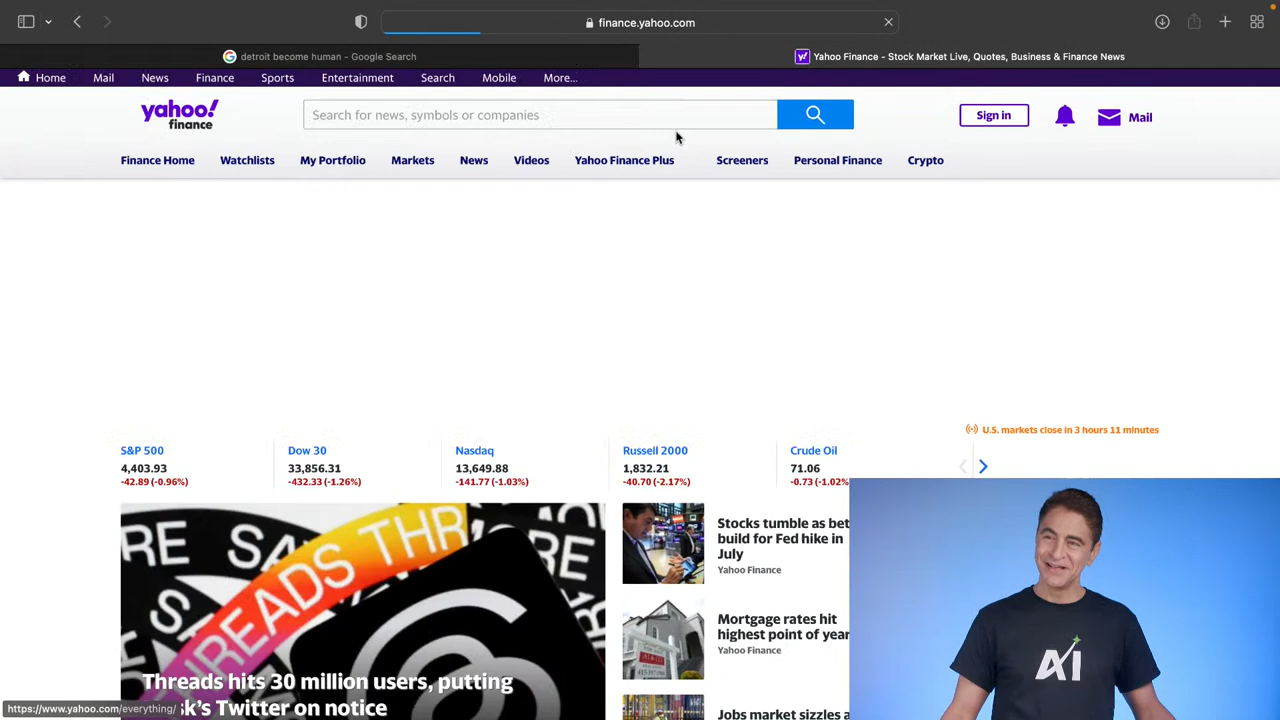 finance.yahoo.com
detroit become human – Google Search
Yahoo Finance - Stock Market Live, Quotes, Business & Finance News
Home Mail News Finance Sports Entertainment Search Mobile More...
yahoo!
finance
Search for news, symbols or companies
Sign in
Mail
Finance Home Watchlists My Portfolio Markets News Videos Yahoo Finance Plus Screeners Personal Finance Crypto
U.S. markets close in 3 hours 11 minutes
S&P 500 Dow 30 Nasdaq Russell 2000 Crude Oil
4,403.93 33,856.31 13,649.88 1,832.21 71.06
-42.89 (-0.96%) -432.33 (-1.26%) -141.77 (-1.03%) -40.70 (-2.17%) -0.73 (-1.02%
THREADS
Threads hits 30 million users, putting
sk's Twitter on notice
Stocks tumble as bet
build for Fed hike in
July
Yahoo Finance
Mortgage rates hit
highest point of year
Yahoo Finance
Jobs market sizzles a
AI
https://www.yahoo.com/everything/